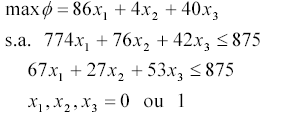 max ϕ = 86x₁ + 4x₂ + 40x₃
s.a. 774x₁ + 76x₂ + 42x₃ ≤ 875
67x₁ + 27x₂ + 53x₃ ≤ 875
x₁, x₂, x₃ = 0 ou 1